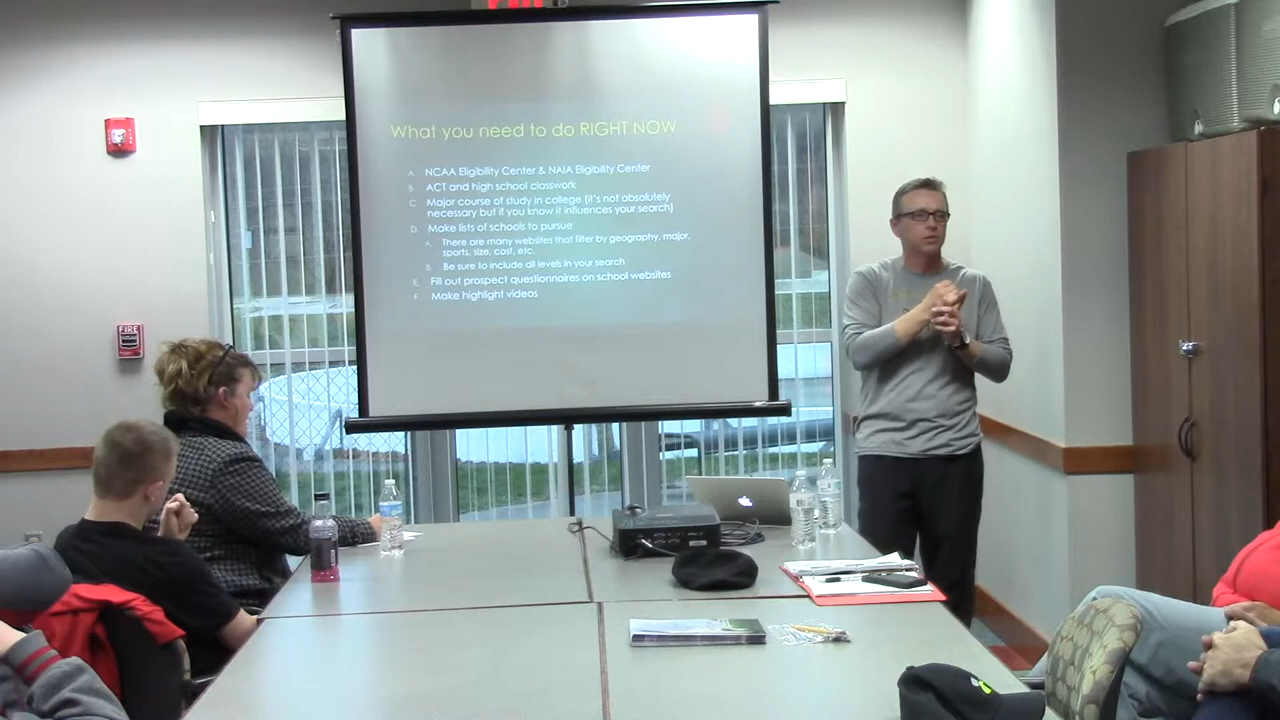 What you need to do RIGHT NOW
A. NCAA Eligibility Center & NAIA Eligibility Center
B. ACT and high school classwork
C. Major course of study in college (it's not absolutely
necessary but if you know it influences your search)
D. Make lists of schools to pursue
A. There are many websites that filter by geography, major,
sports, size, cost, etc.
B. Be sure to include all levels in your search
E. Fill out prospect questionnaires on school websites
F. Make highlight videos
FIRE